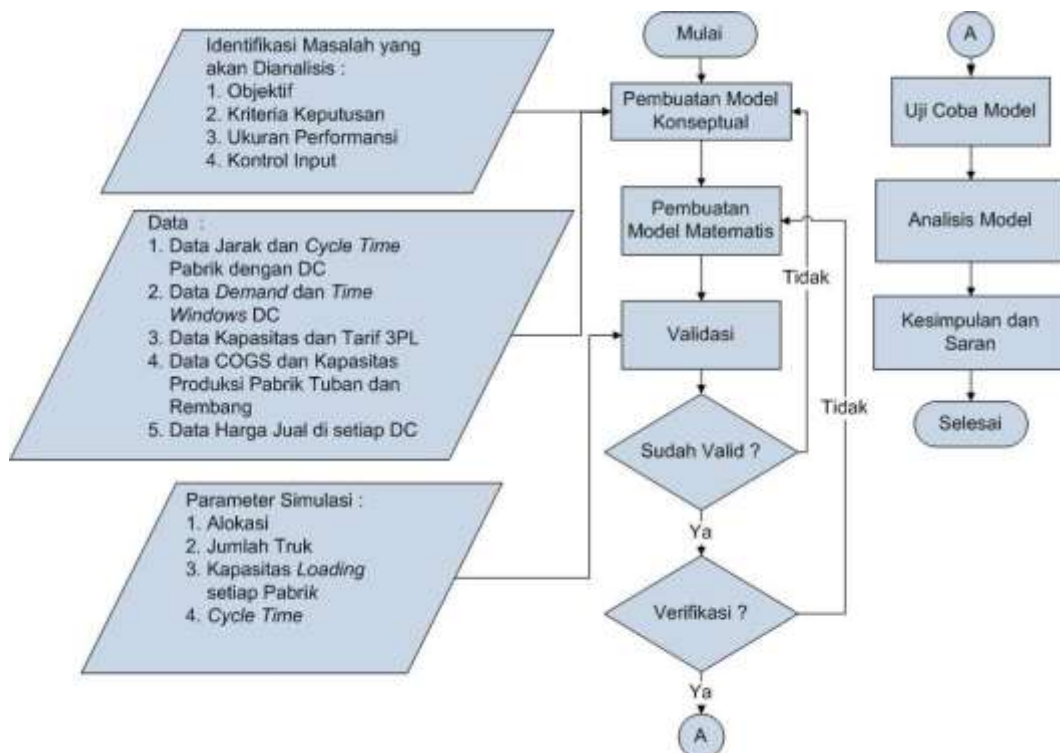 Identifikasi Masalah yang
akan Dianalisis :
1. Objektif
2. Kriteria Keputusan
3. Ukuran Performansi
4. Kontrol Input
Data :
1. Data Jarak dan Cycle Time
Pabrik dengan DC
2. Data Demand dan Time
Windows DC
3. Data Kapasitas dan Tarif 3PL
4. Data COGS dan Kapasitas
Produksi Pabrik Tuban dan
Rembang
5. Data Harga Jual di setiap DC
Parameter Simulasi :
1. Alokasi
2. Jumlah Truk
3. Kapasitas Loading
setiap Pabrik
4. Cycle Time
Mulai
Pembuatan Model
Konseptual
Pembuatan
Model Matematis
Tidak
Validasi
Tidak
Sudah Valid ?
Ya
Verifikasi ?
Ya
A
A
Uji Coba Model
Analisis Model
Kesimpulan dan
Saran
Selesai